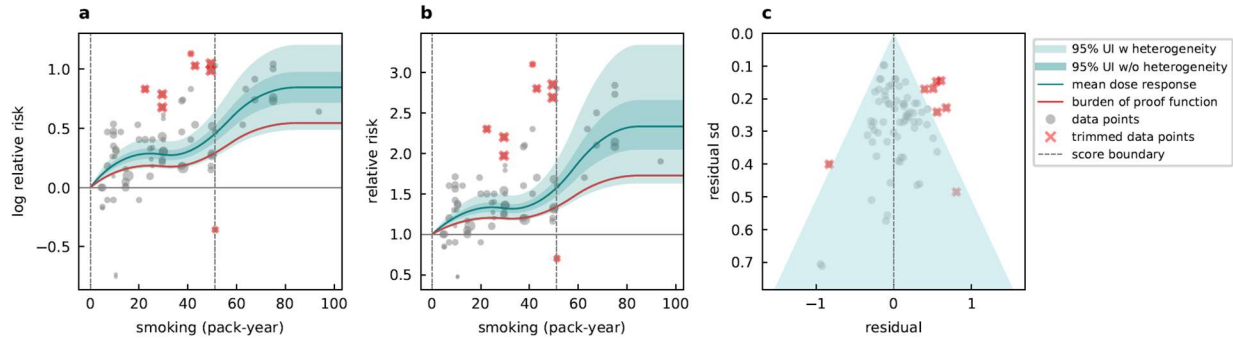 a
1.0
0.5
0.0
−0.5
log relative risk
0 20 40 60 80 100
smoking (pack-year)
b
3.0
2.5
2.0
1.5
1.0
0.5
relative risk
0 20 40 60 80 100
smoking (pack-year)
c
0.0
0.1
0.2
0.3
0.4
0.5
0.6
0.7
residual sd
−1 0 1
residual
95% UI w heterogeneity
95% UI w/o heterogeneity
mean dose response
burden of proof function
data points
trimmed data points
score boundary